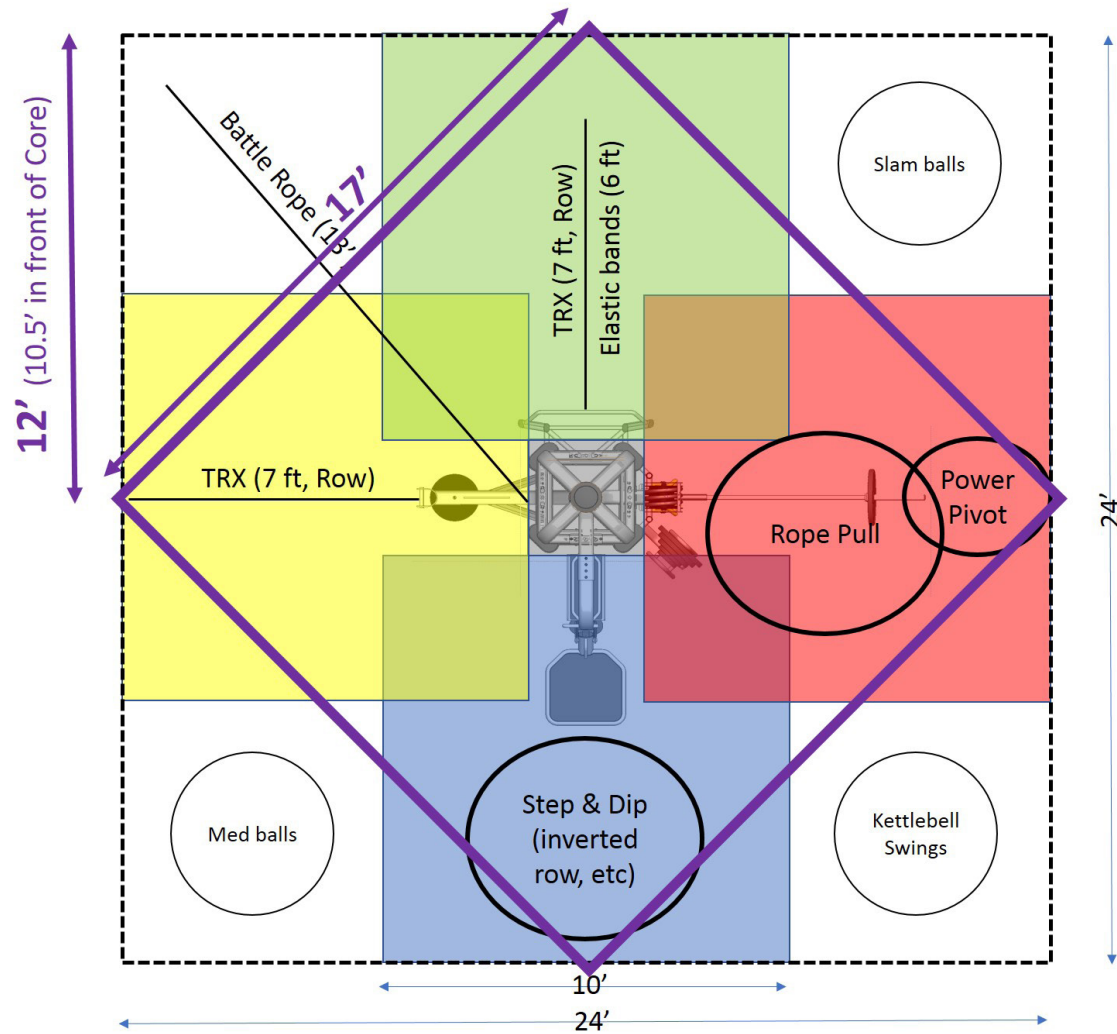 12’ (10.5’ in front of Core)
17’
Battle Rope (13’
TRX (7 ft, Row)
Elastic bands (6 ft)
Slam balls
TRX (7 ft, Row)
Rope Pull
Power
Pivot
24’
Med balls
Step & Dip
(inverted
row, etc)
Kettlebell
Swings
10’
24’